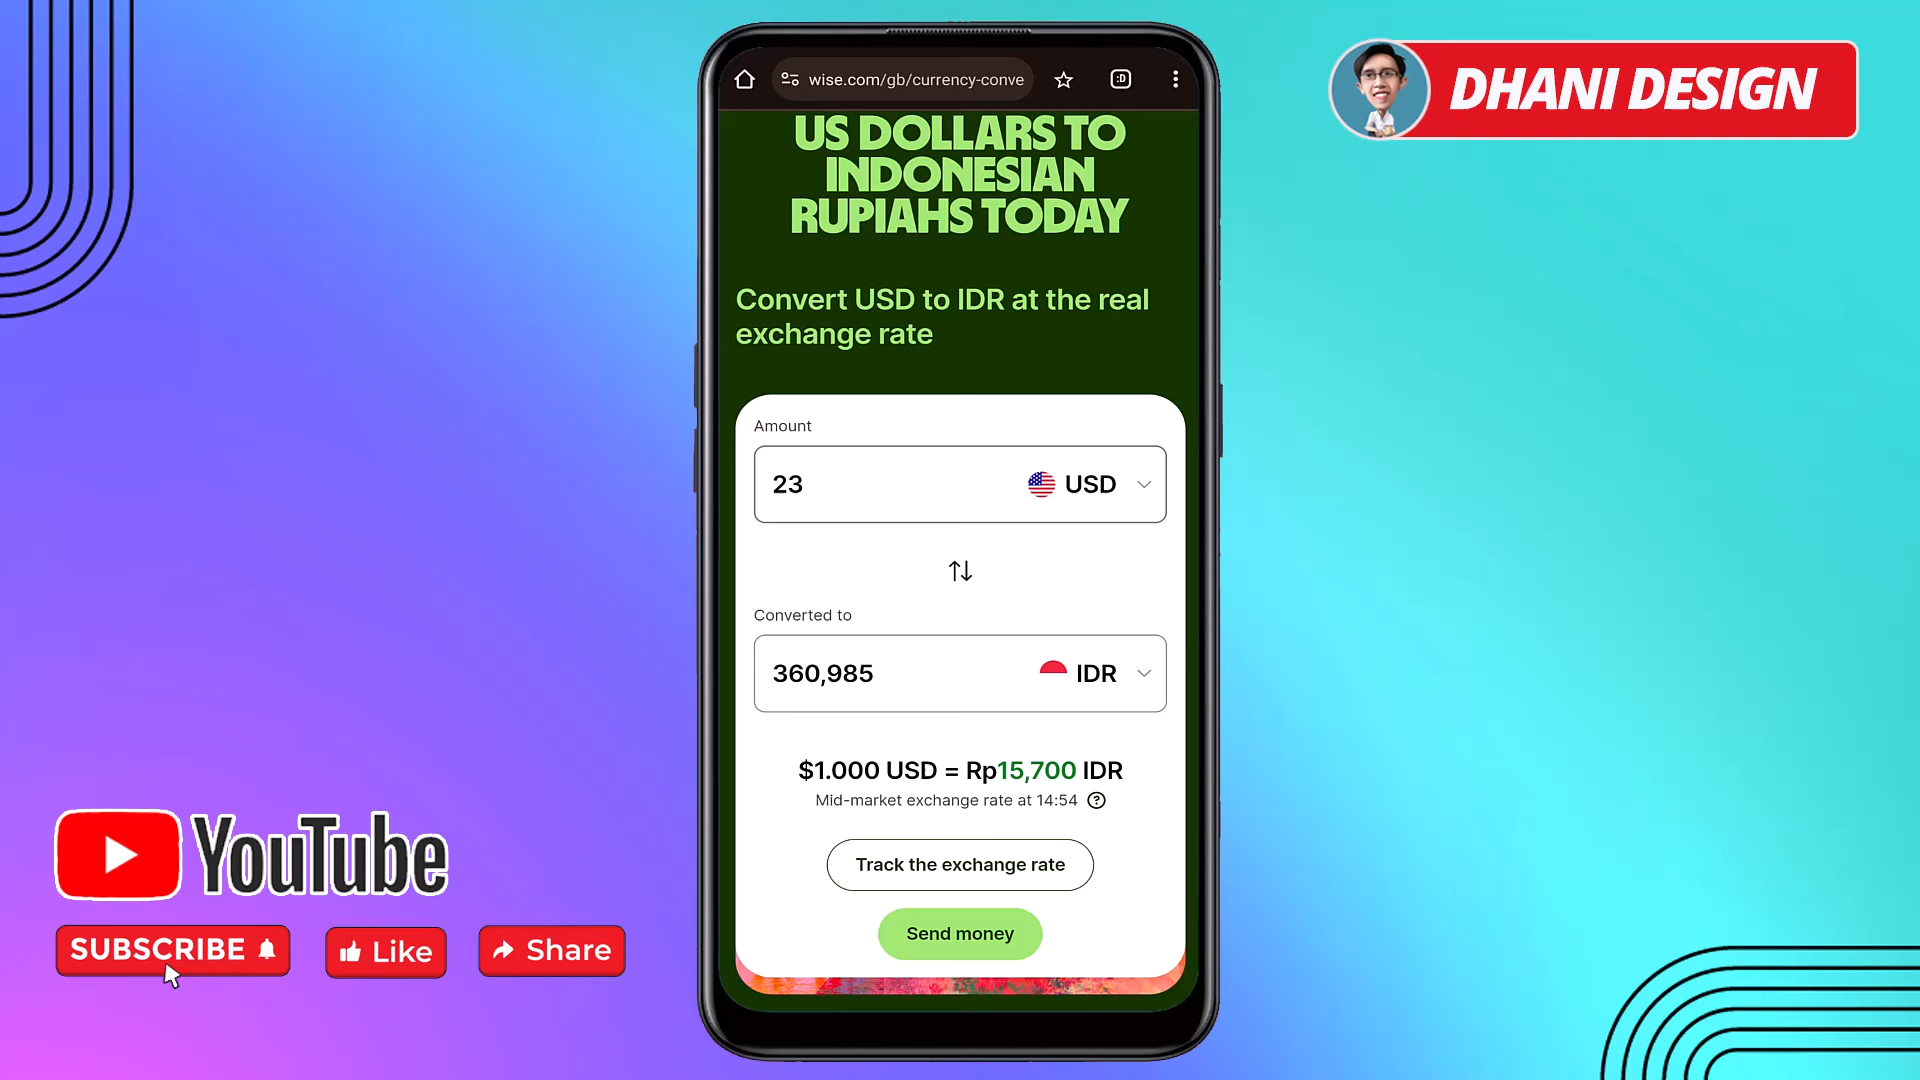 wise.com/gb/currency-conve
:D
DHANI DESIGN
US DOLLARS TO
INDONESIAN
RUPIAHS TODAY
Convert USD to IDR at the real
exchange rate
Amount
23 USD
Converted to
360,985 IDR
$1.000 USD = Rp15,700 IDR
Mid-market exchange rate at 14:54 ?
Track the exchange rate
Send money
YouTube
SUBSCRIBE
Like
Share